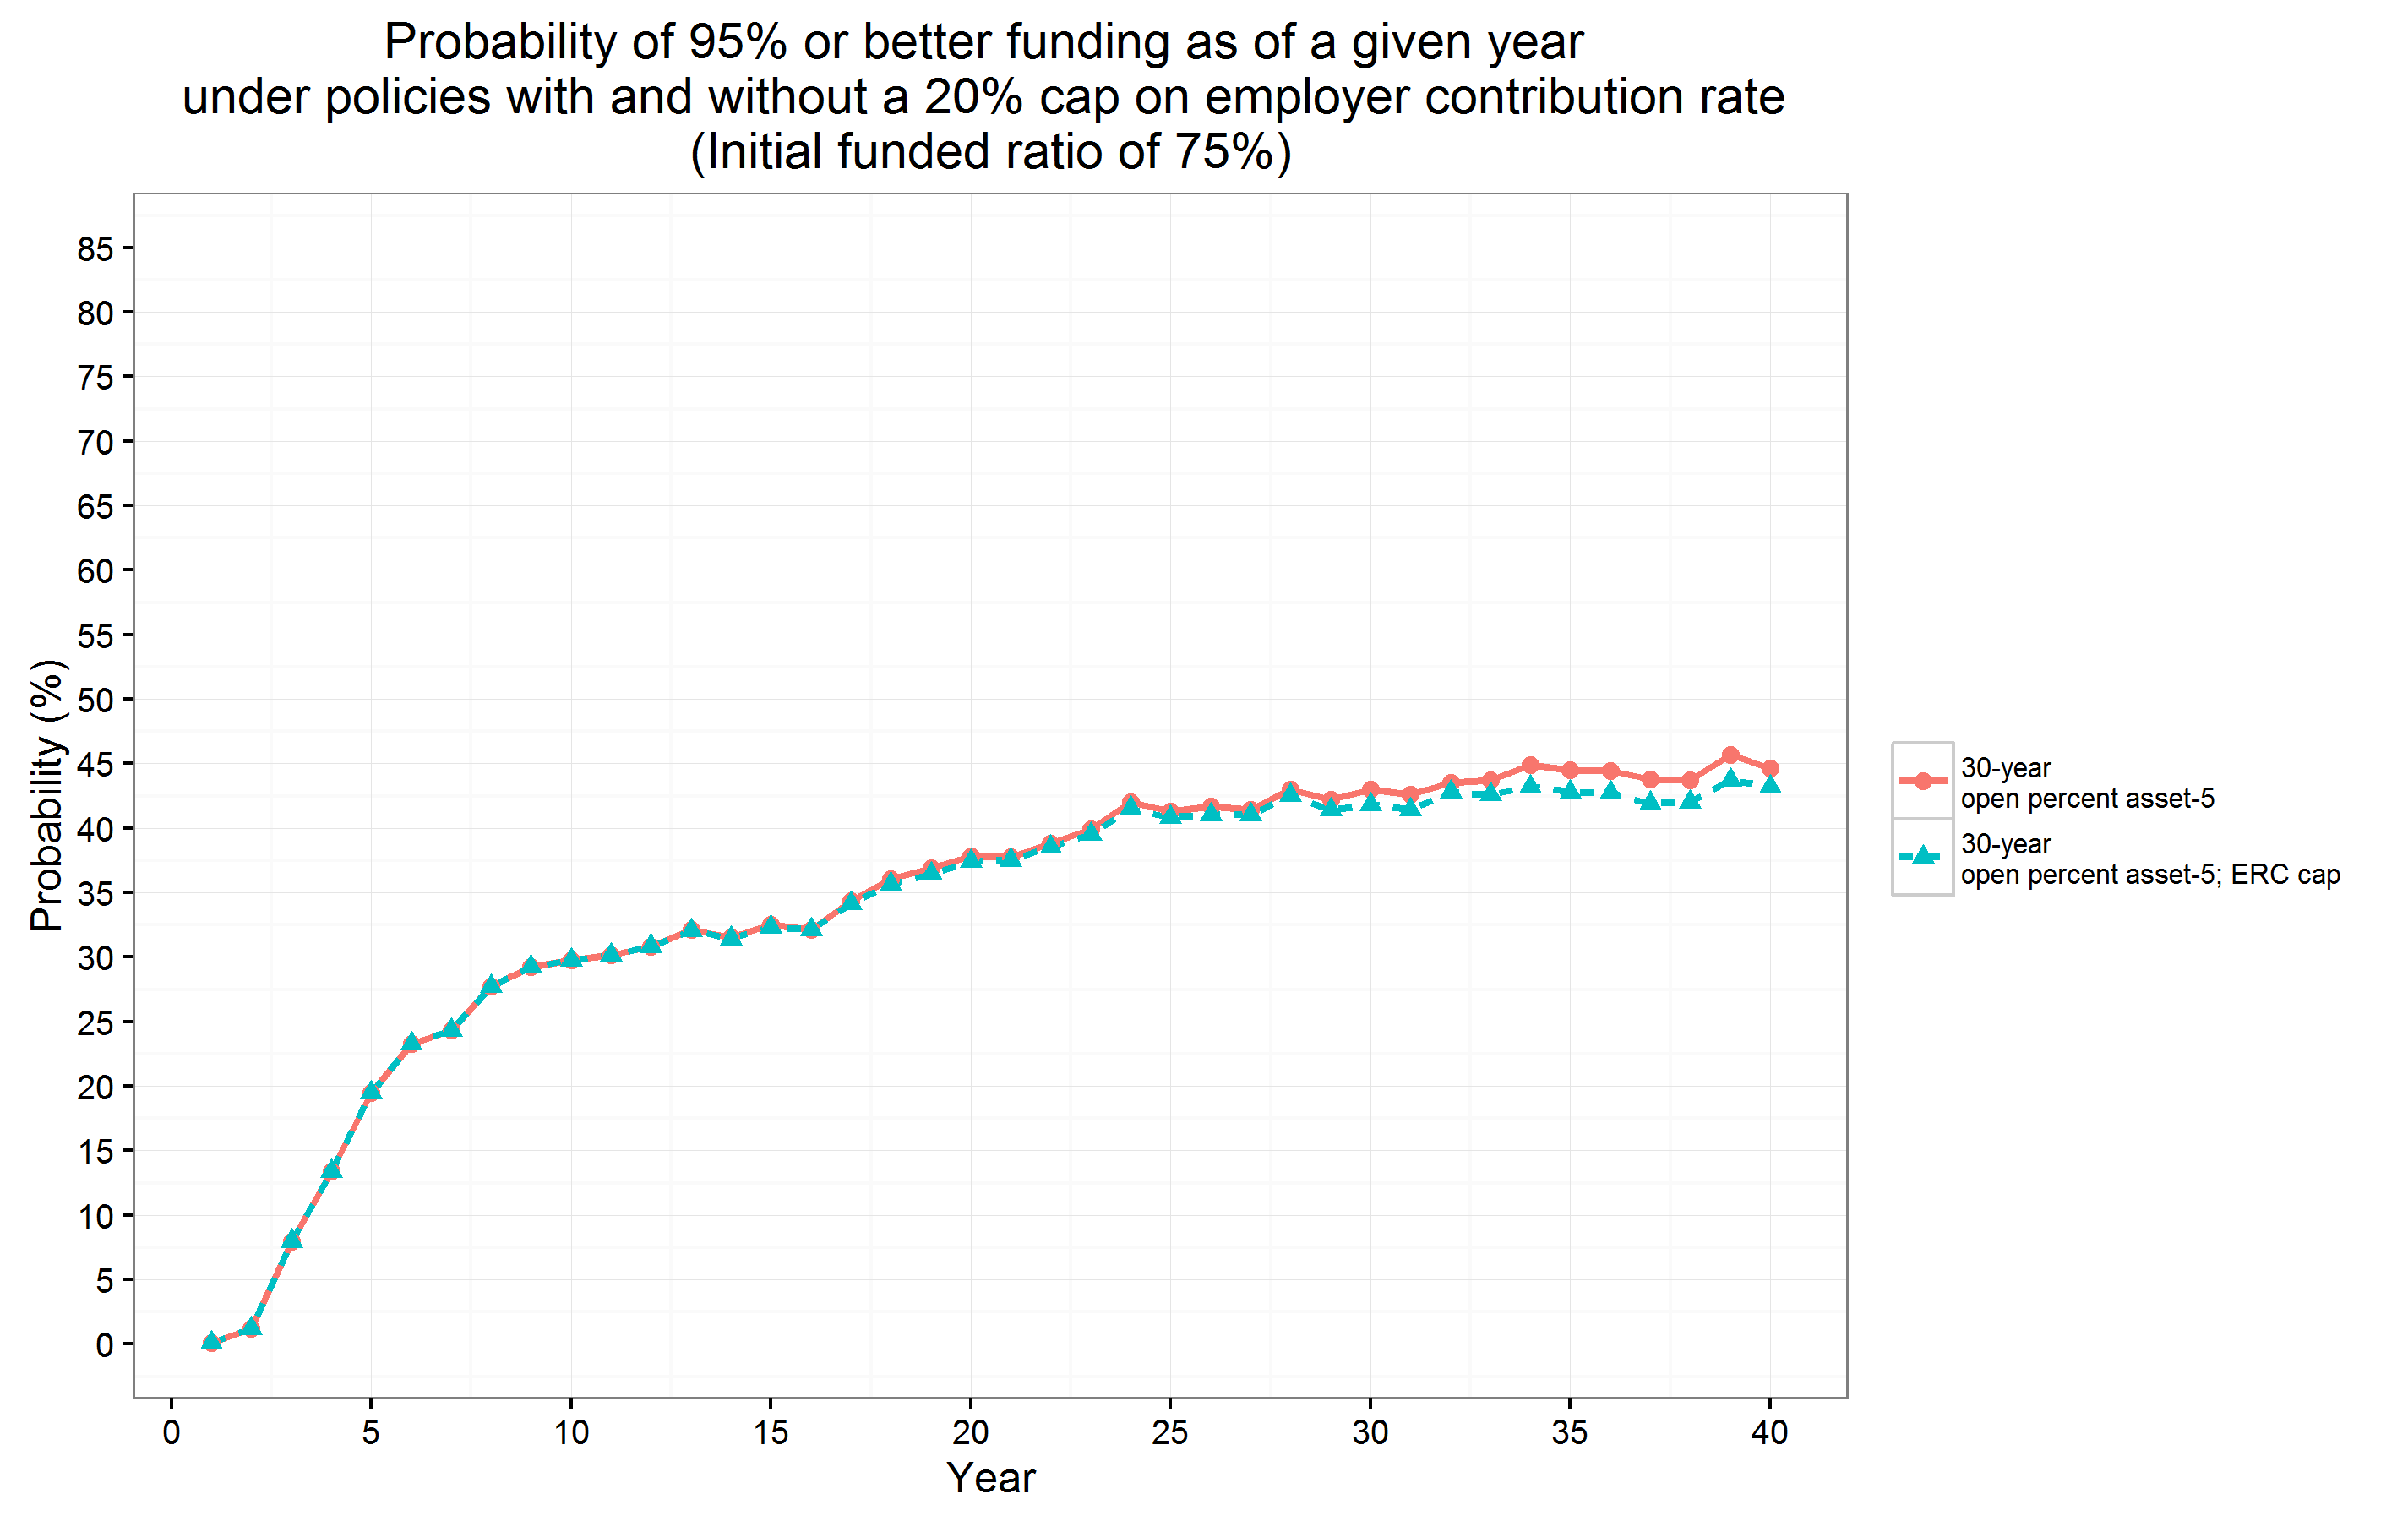 Probability of 95% or better funding as of a given year
under policies with and without a 20% cap on employer contribution rate
(Initial funded ratio of 75%)
Probability (%)
85
80
75
70
65
60
55
50
45
40
35
30
25
20
15
10
5
0
0 5 10 15 20 25 30 35 40
Year
30-year
open percent asset-5
30-year
open percent asset-5; ERC cap